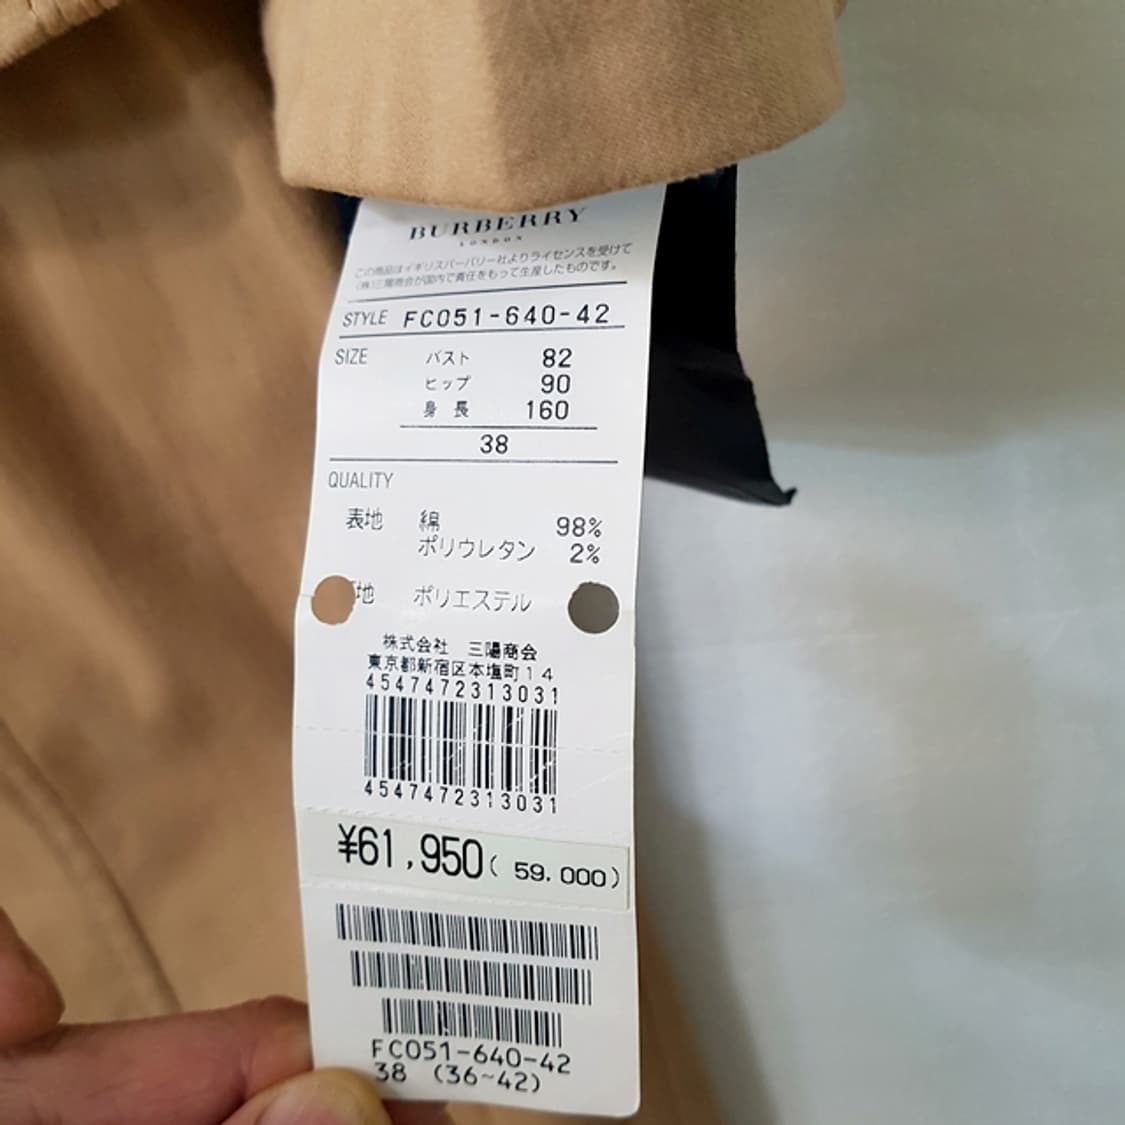 BURBERRY
LONDON
この商品はイギリスバーバリー社よりライセンスを受けて
(株)三陽商会が国内で責任をもって生産したものです。
STYLE FC051-640-42
SIZE バスト 82
ヒップ 90
身長 160
38
QUALITY
表地 綿 98%
ポリウレタン 2%
地 ポリエステル
株式会社 三陽商会
東京都新宿区本塩町14
4547472313031
4547472313031
¥61,950( 59.000)
FC051-640-42
38 (36~42)